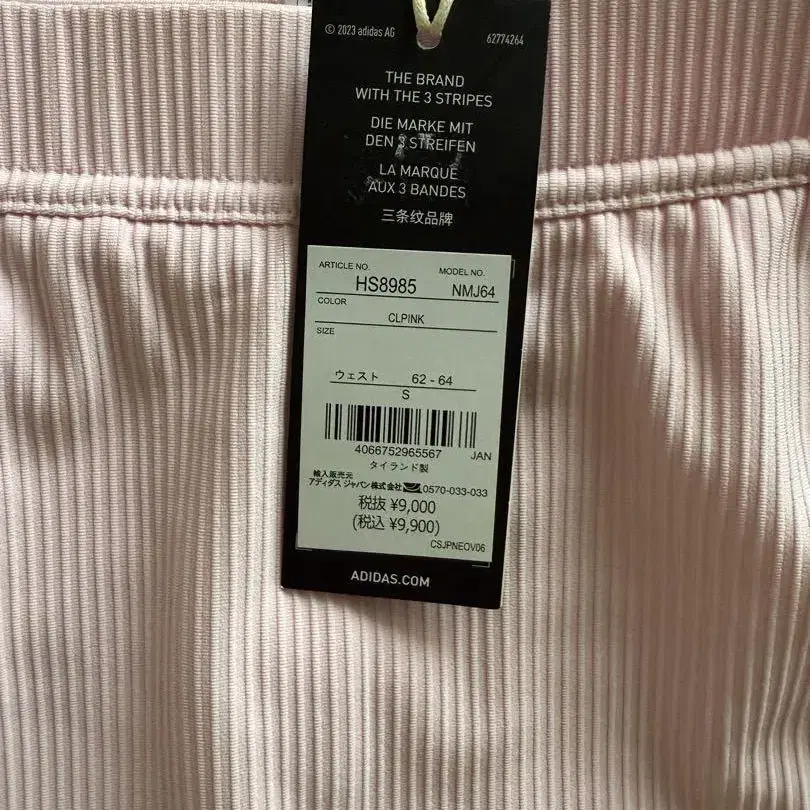 © 2023 adidas AG
62774264
THE BRAND
WITH THE 3 STRIPES
DIE MARKE MIT
DEN 3 STREIFEN
LA MARQUE
AUX 3 BANDES
三条纹品牌
ARTICLE NO. MODEL NO.
HS8985 NMJ64
COLOR
CLPINK
SIZE
ウェスト 62 - 64
S
4066752965567 JAN
タイランド製
輸入販売元
アディダス ジャパン株式会社 0570-033-033
税抜 ¥9,000
(税込 ¥9,900)
CSJPNEOV06
ADIDAS.COM